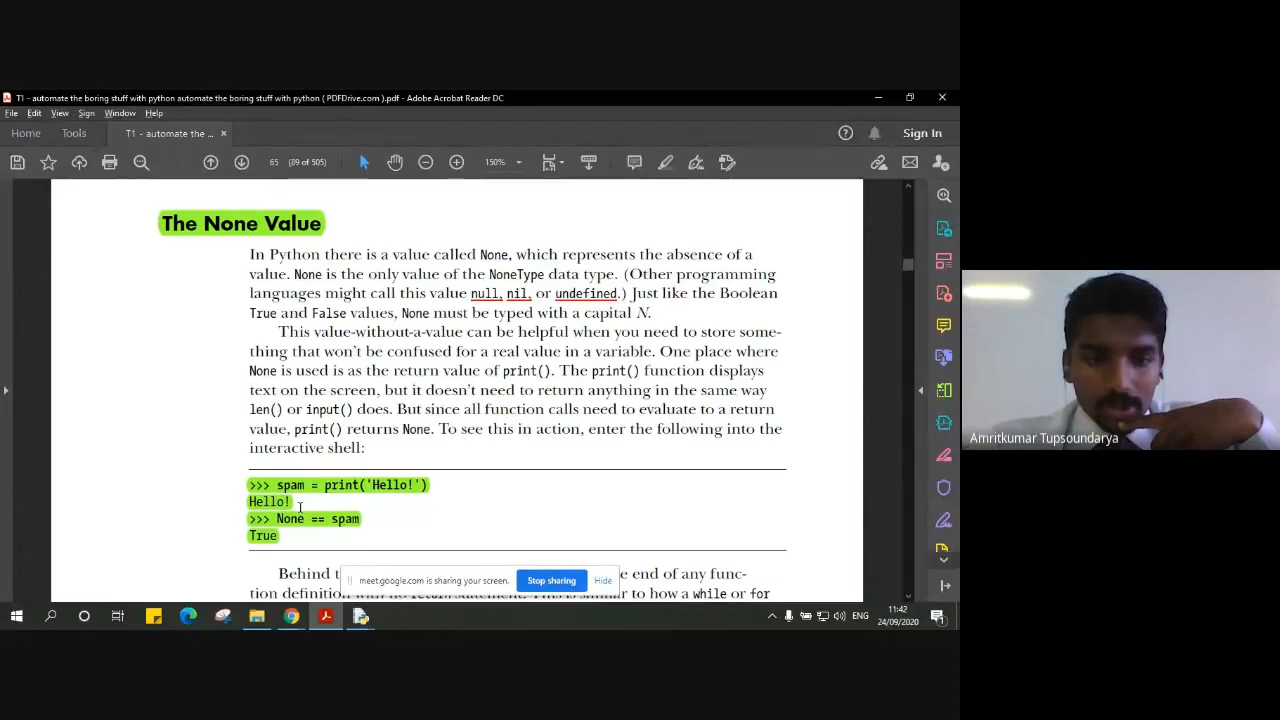 T1 - automate the boring stuff with python automate the boring stuff with python ( PDFDrive.com ).pdf - Adobe Acrobat Reader DC
File Edit View Sign Window Help
Home Tools T1 - automate the ... × Sign In
65 (89 of 505) 150%
The None Value
In Python there is a value called None, which represents the absence of a
value. None is the only value of the NoneType data type. (Other programming
languages might call this value null, nil, or undefined.) Just like the Boolean
True and False values, None must be typed with a capital N.
This value-without-a-value can be helpful when you need to store some-
thing that won't be confused for a real value in a variable. One place where
None is used is as the return value of print(). The print() function displays
text on the screen, but it doesn't need to return anything in the same way
len() or input() does. But since all function calls need to evaluate to a return
value, print() returns None. To see this in action, enter the following into the
interactive shell:
>>> spam = print('Hello!')
Hello!
>>> None == spam
True
Behind t
e end of any func-
tion definition with no return statement. This is similar to how a while or for
meet.google.com is sharing your screen. Stop sharing Hide
ENG
11:42
24/09/2020
Amritkumar Tupsoundarya